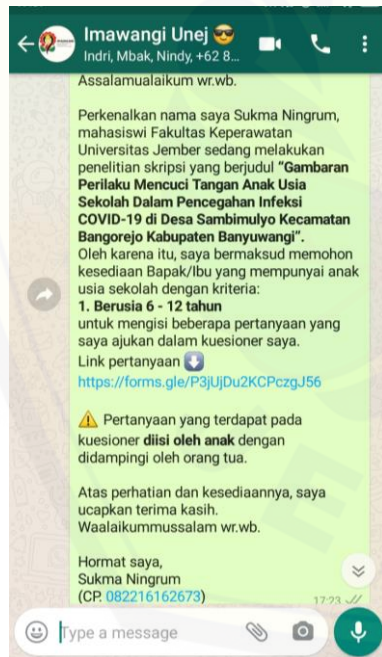 Imawangi Unej 😎
Indri, Mbak, Nindy, +62 8...
Assalamualaikum wr.wb.
Perkenalkan nama saya Sukma Ningrum,
mahasiswi Fakultas Keperawatan
Universitas Jember sedang melakukan
penelitian skripsi yang berjudul "Gambaran
Perilaku Mencuci Tangan Anak Usia
Sekolah Dalam Pencegahan Infeksi
COVID-19 di Desa Sambimulyo Kecamatan
Bangorejo Kabupaten Banyuwangi".
Oleh karena itu, saya bermaksud memohon
kesediaan Bapak/Ibu yang mempunyai anak
usia sekolah dengan kriteria:
1. Berusia 6 - 12 tahun
untuk mengisi beberapa pertanyaan yang
saya ajukan dalam kuesioner saya.
Link pertanyaan ⬇️
https://forms.gle/P3jUjDu2KCPczgJ56
⚠️ Pertanyaan yang terdapat pada
kuesioner diisi oleh anak dengan
didampingi oleh orang tua.
Atas perhatian dan kesediaannya, saya
ucapkan terima kasih.
Waalaikummussalam wr.wb.
Hormat saya,
Sukma Ningrum
(CP. 082216162673)
17:23
Type a message